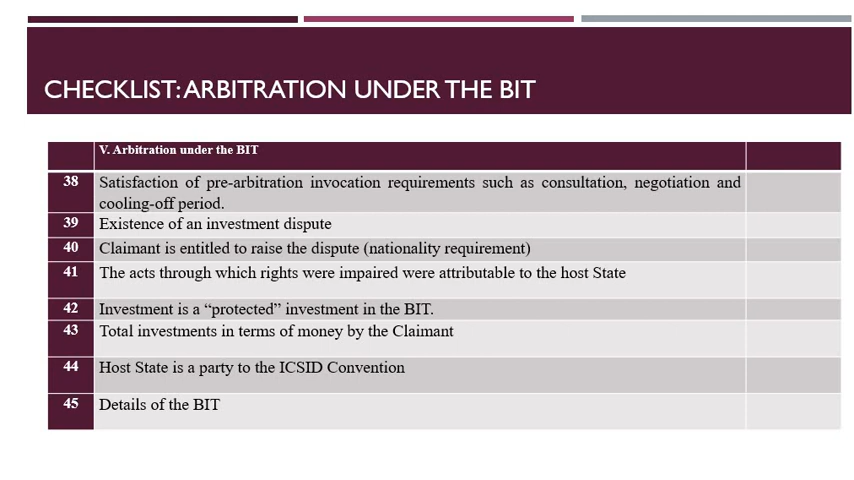 CHECKLIST: ARBITRATION UNDER THE BIT
V. Arbitration under the BIT
38 Satisfaction of pre-arbitration invocation requirements such as consultation, negotiation and
cooling-off period.
39 Existence of an investment dispute
40 Claimant is entitled to raise the dispute (nationality requirement)
41 The acts through which rights were impaired were attributable to the host State
42 Investment is a “protected” investment in the BIT.
43 Total investments in terms of money by the Claimant
44 Host State is a party to the ICSID Convention
45 Details of the BIT